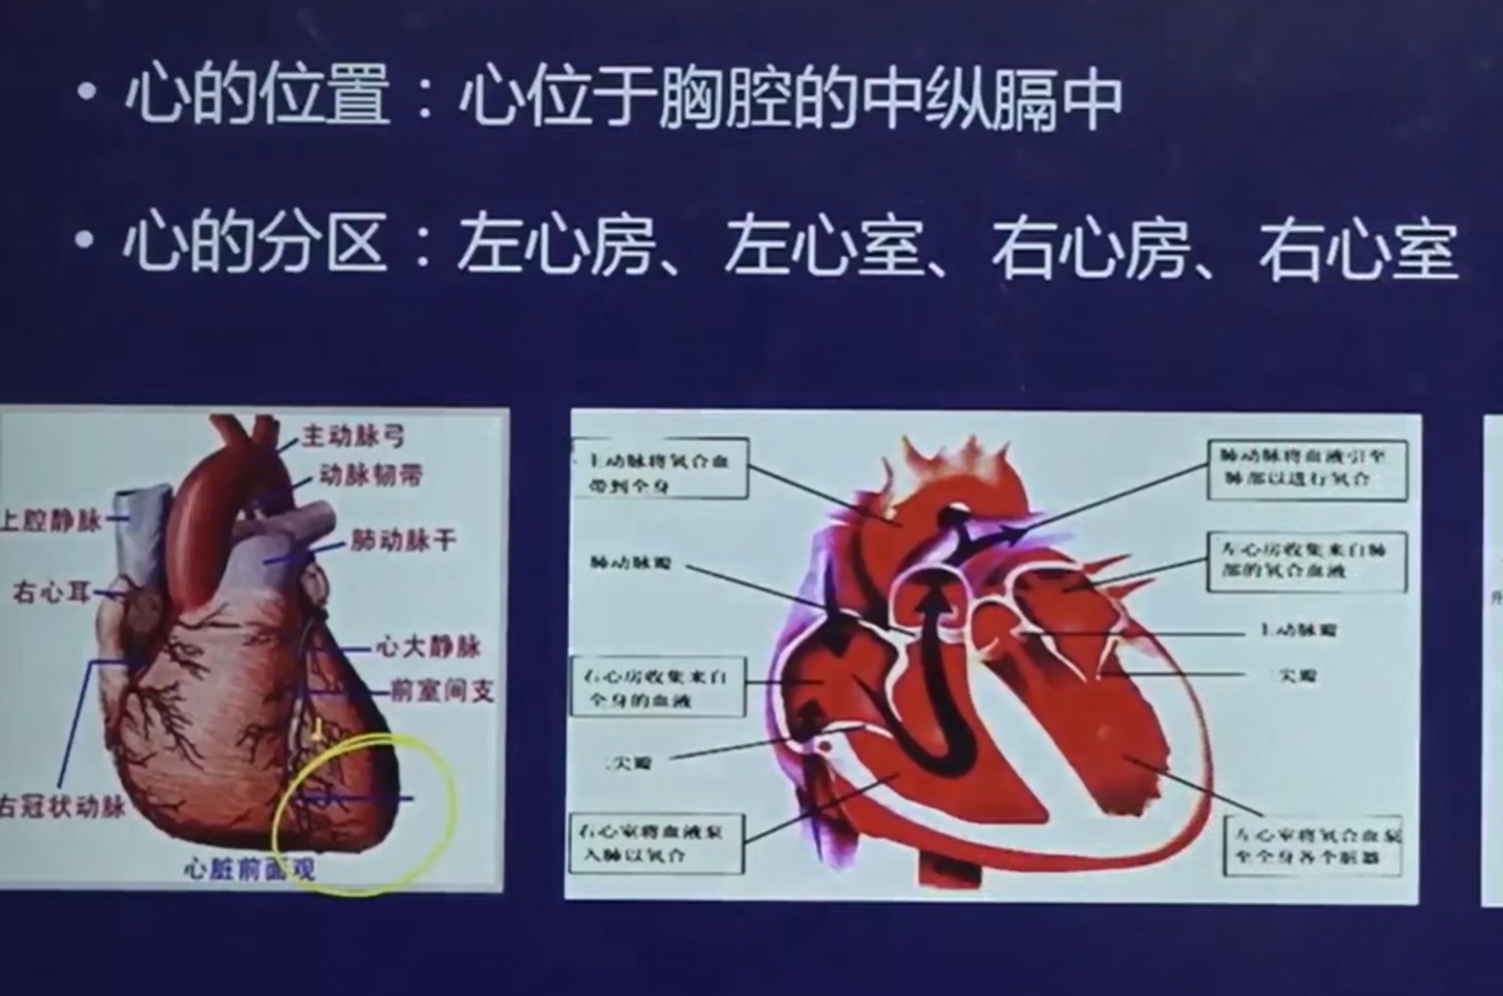 • 心的位置：心位于胸腔的中纵膈中
• 心的分区：左心房、左心室、右心房、右心室
主动脉弓
动脉韧带
上腔静脉
肺动脉干
右心耳
心大静脉
前室间支
右冠状动脉
心脏前面观
主动脉将氧合血
带到全身
肺动脉将血液引至
肺部以进行氧合
肺动脉瓣
左心房收集来自肺
部的氧合血液
主动脉瓣
右心房收集来自
全身的血液
尖瓣
尖瓣
右心室将血液泵
入肺以氧合
左心室将氧合血泵
至全身各个脏器